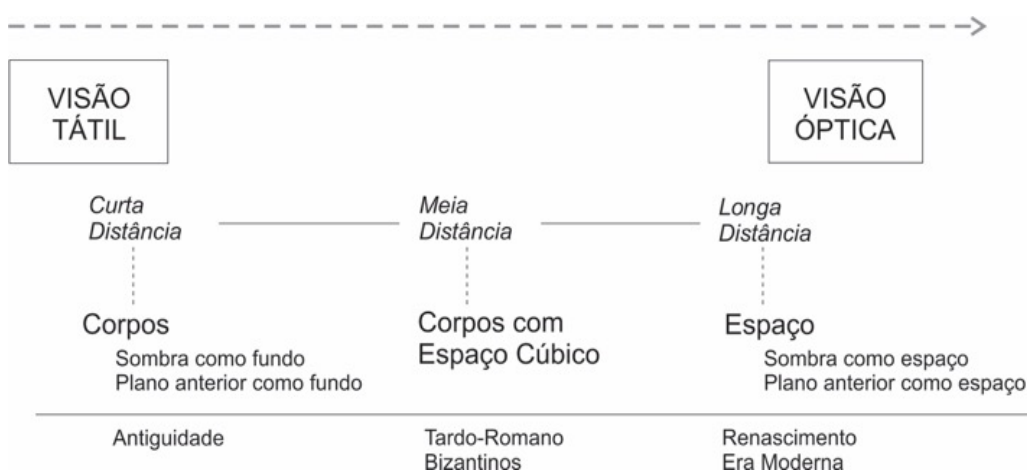 VISÃO
TÁTIL
VISÃO
ÓPTICA
Curta
Distância
Meia
Distância
Longa
Distância
Corpos
Sombra como fundo
Plano anterior como fundo
Corpos com
Espaço Cúbico
Espaço
Sombra como espaço
Plano anterior como espaço
Antiguidade
Tardo-Romano
Bizantinos
Renascimento
Era Moderna